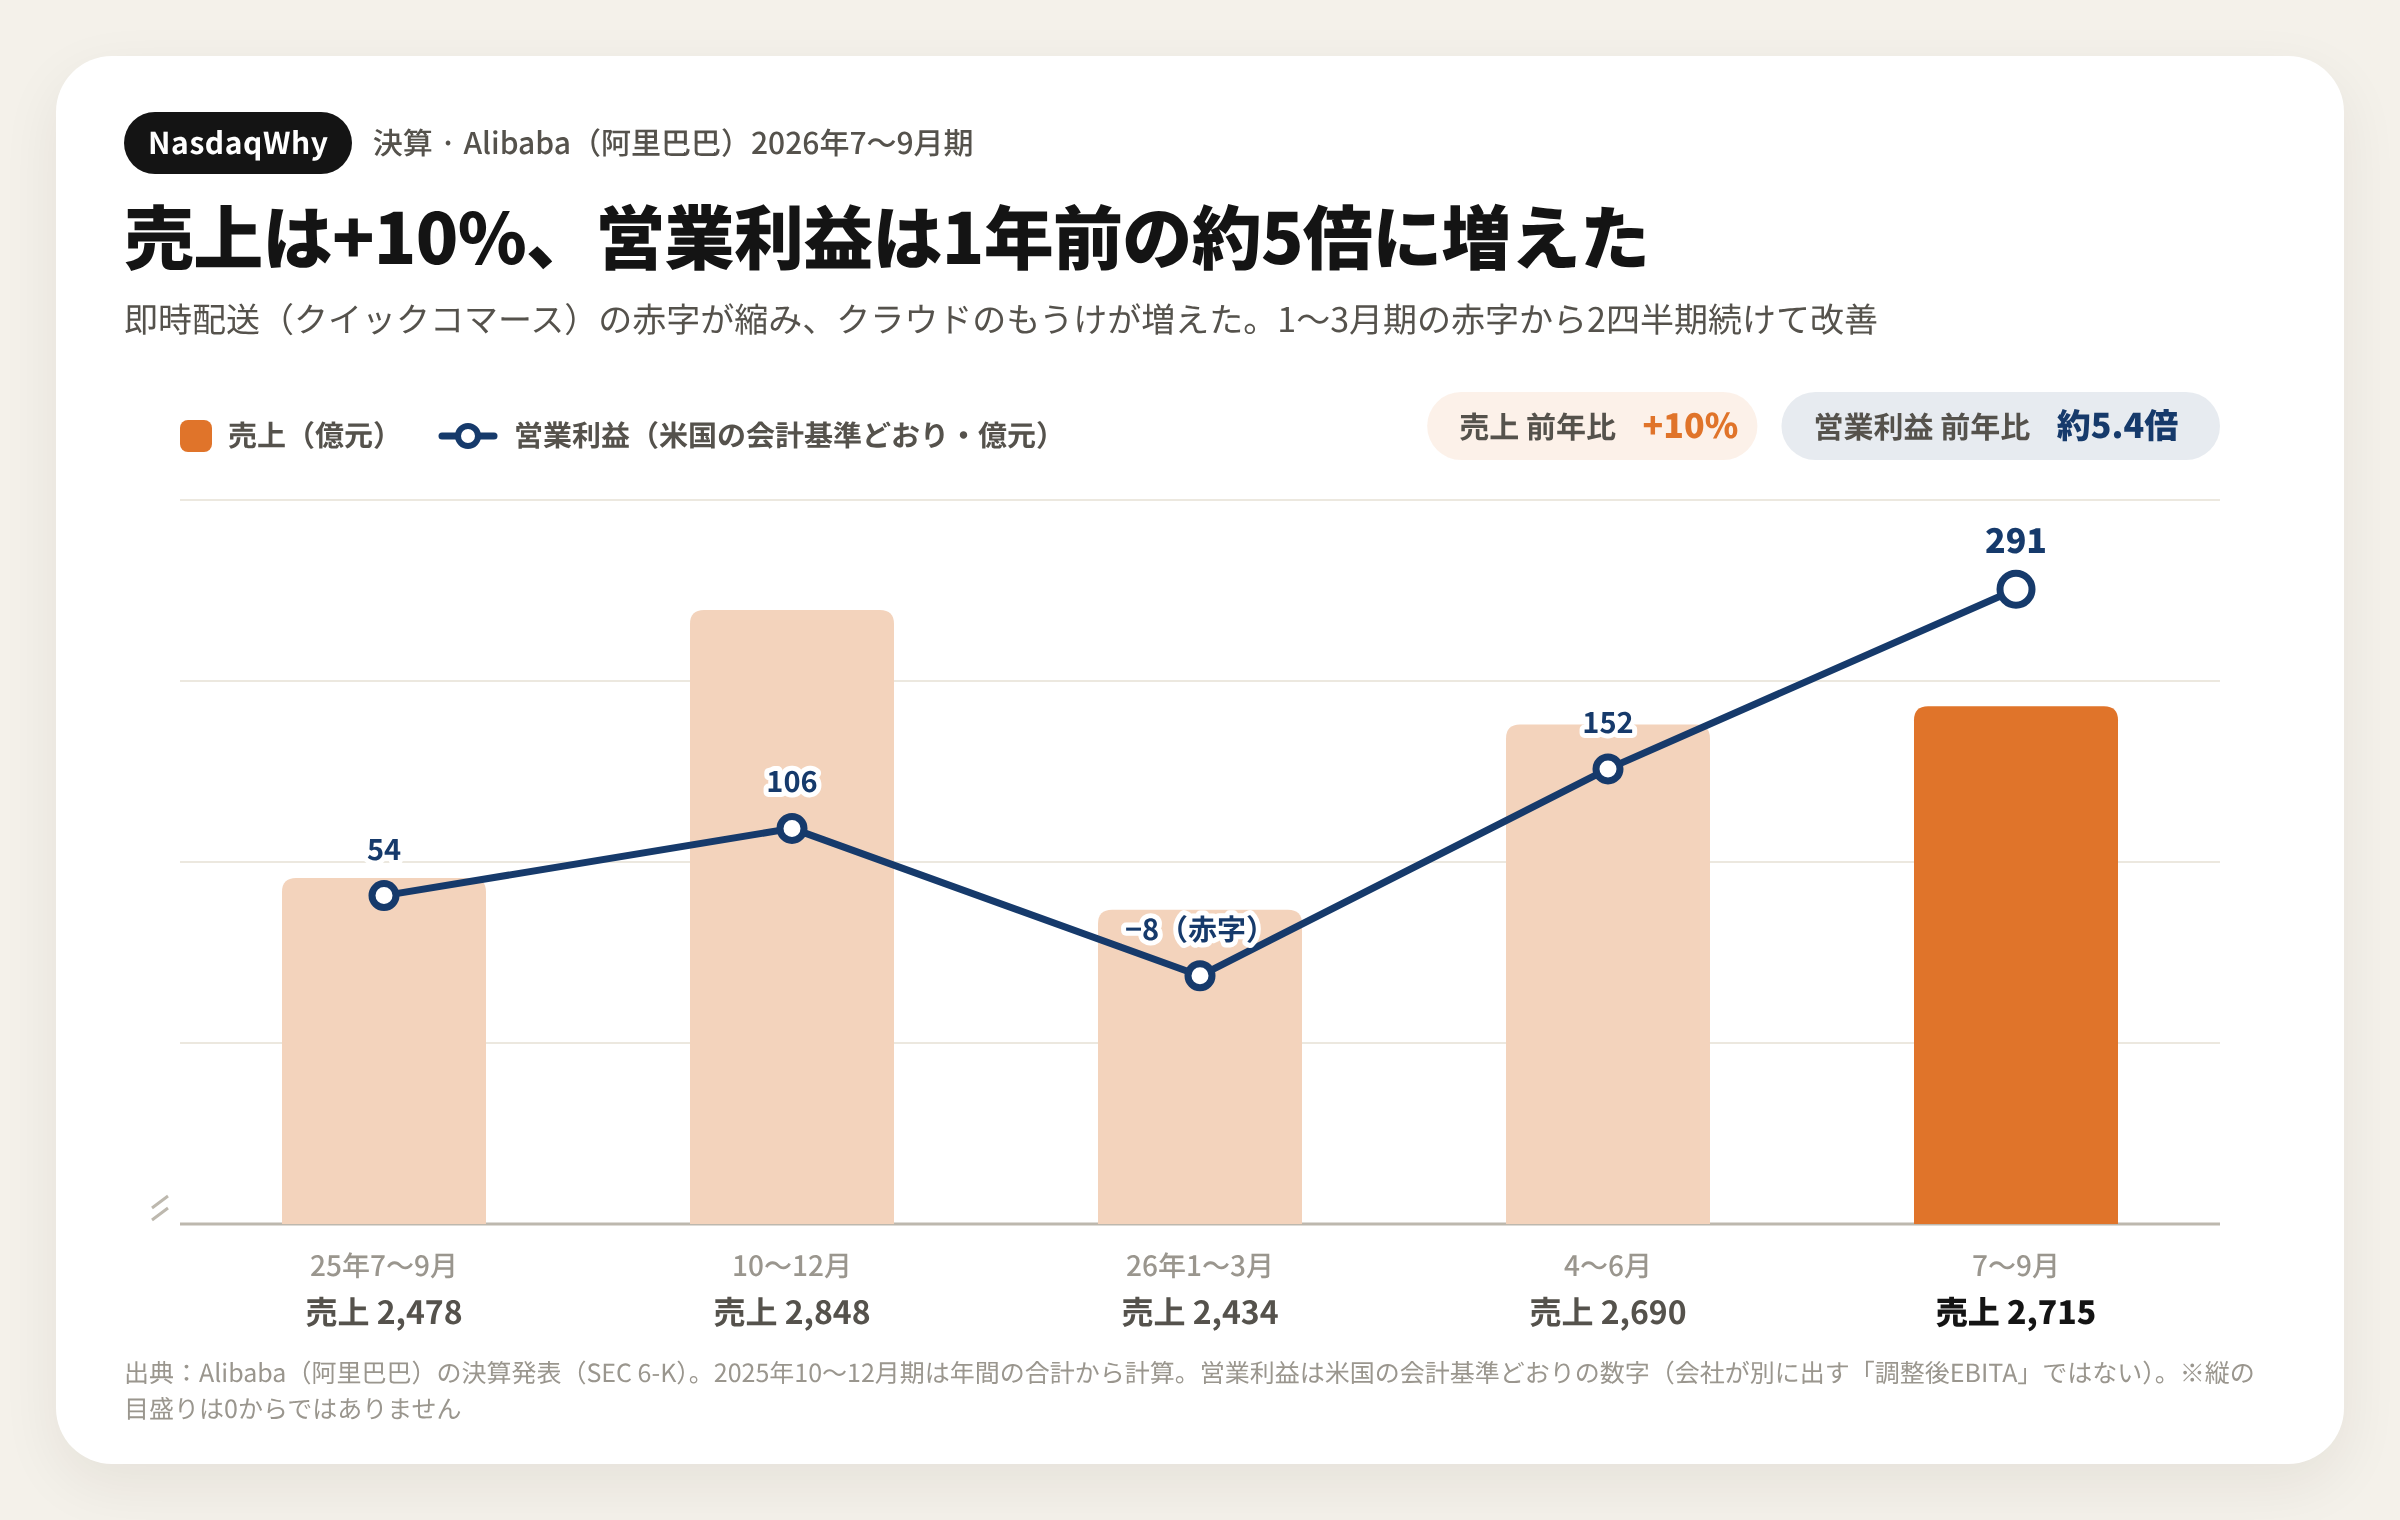 NasdaqWhy 決算・Alibaba（阿里巴巴）2026年7〜9月期
売上は+10%、営業利益は1年前の約5倍に増えた
即時配送（クイックコマース）の赤字が縮み、クラウドのもうけが増えた。1〜3月期の赤字から2四半期続けて改善
売上（億元） 営業利益（米国の会計基準どおり・億元） 売上 前年比 +10% 営業利益 前年比 約5.4倍
291
152
106
54
−8（赤字）
25年7〜9月 10〜12月 26年1〜3月 4〜6月 7〜9月
売上 2,478 売上 2,848 売上 2,434 売上 2,690 売上 2,715
出典：Alibaba（阿里巴巴）の決算発表（SEC 6-K）。2025年10〜12月期は年間の合計から計算。営業利益は米国の会計基準どおりの数字（会社が別に出す「調整後EBITA」ではない）。※縦の
目盛りは0からではありません